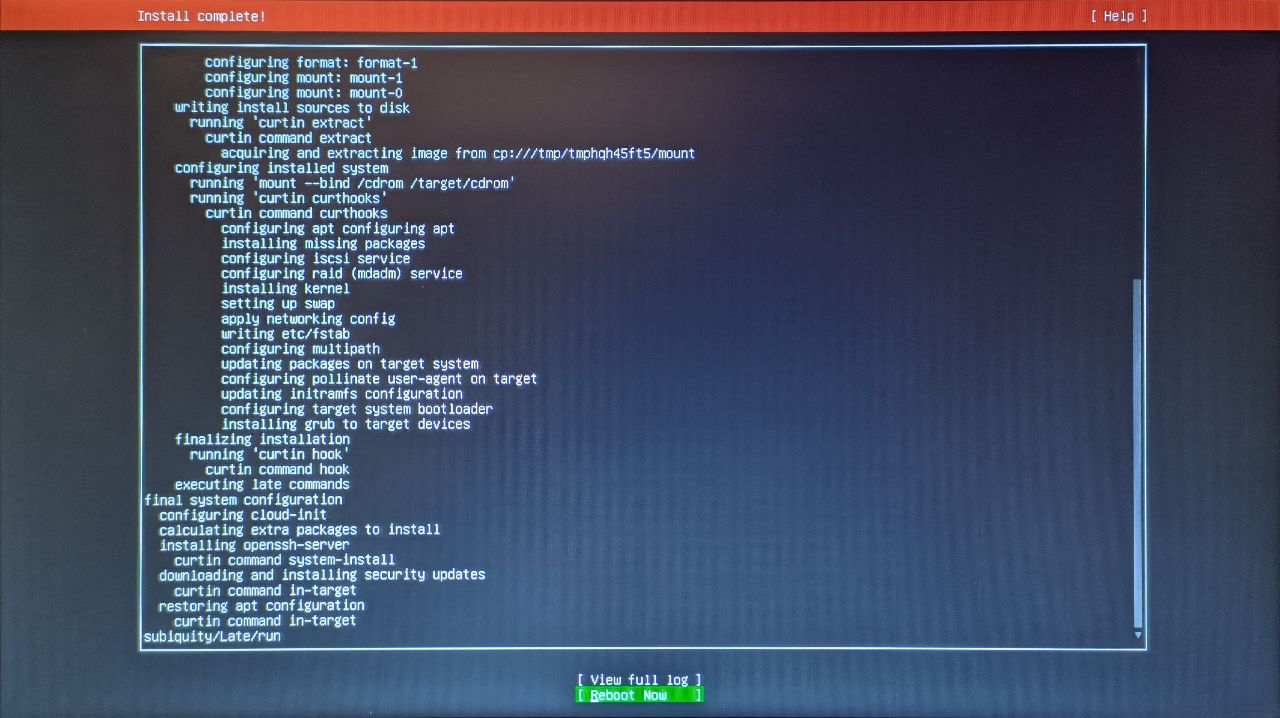 Install complete!
[ Help ]
configuring format: format-1
configuring mount: mount-1
configuring mount: mount-0
writing install sources to disk
running 'curtin extract'
curtin command extract
acquiring and extracting image from cp:///tmp/tmphqh45ft5/mount
configuring installed system
running 'mount --bind /cdrom /target/cdrom'
running 'curtin curthooks'
curtin command curthooks
configuring apt configuring apt
installing missing packages
configuring iscsi service
configuring raid (mdadm) service
installing kernel
setting up swap
apply networking config
writing etc/fstab
configuring multipath
updating packages on target system
configuring pollinate user-agent on target
updating initramfs configuration
configuring target system bootloader
installing grub to target devices
finalizing installation
running 'curtin hook'
curtin command hook
executing late commands
final system configuration
configuring cloud-init
calculating extra packages to install
installing openssh-server
curtin command system-install
downloading and installing security updates
curtin command in-target
restoring apt configuration
curtin command in-target
subiquity/Late/run
[ View full log ]
[ Reboot Now ]